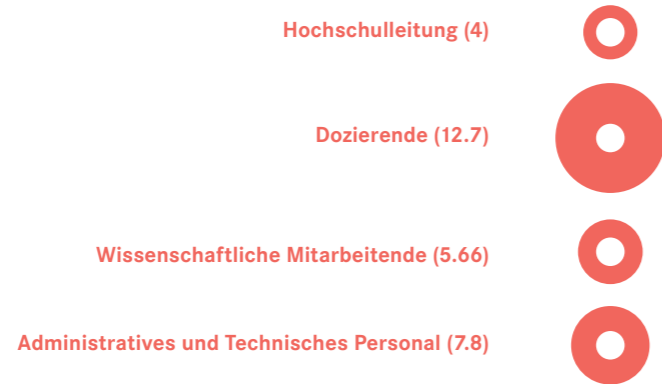 Hochschulleitung (4)
Dozierende (12.7)
Wissenschaftliche Mitarbeitende (5.66)
Administratives und Technisches Personal (7.8)